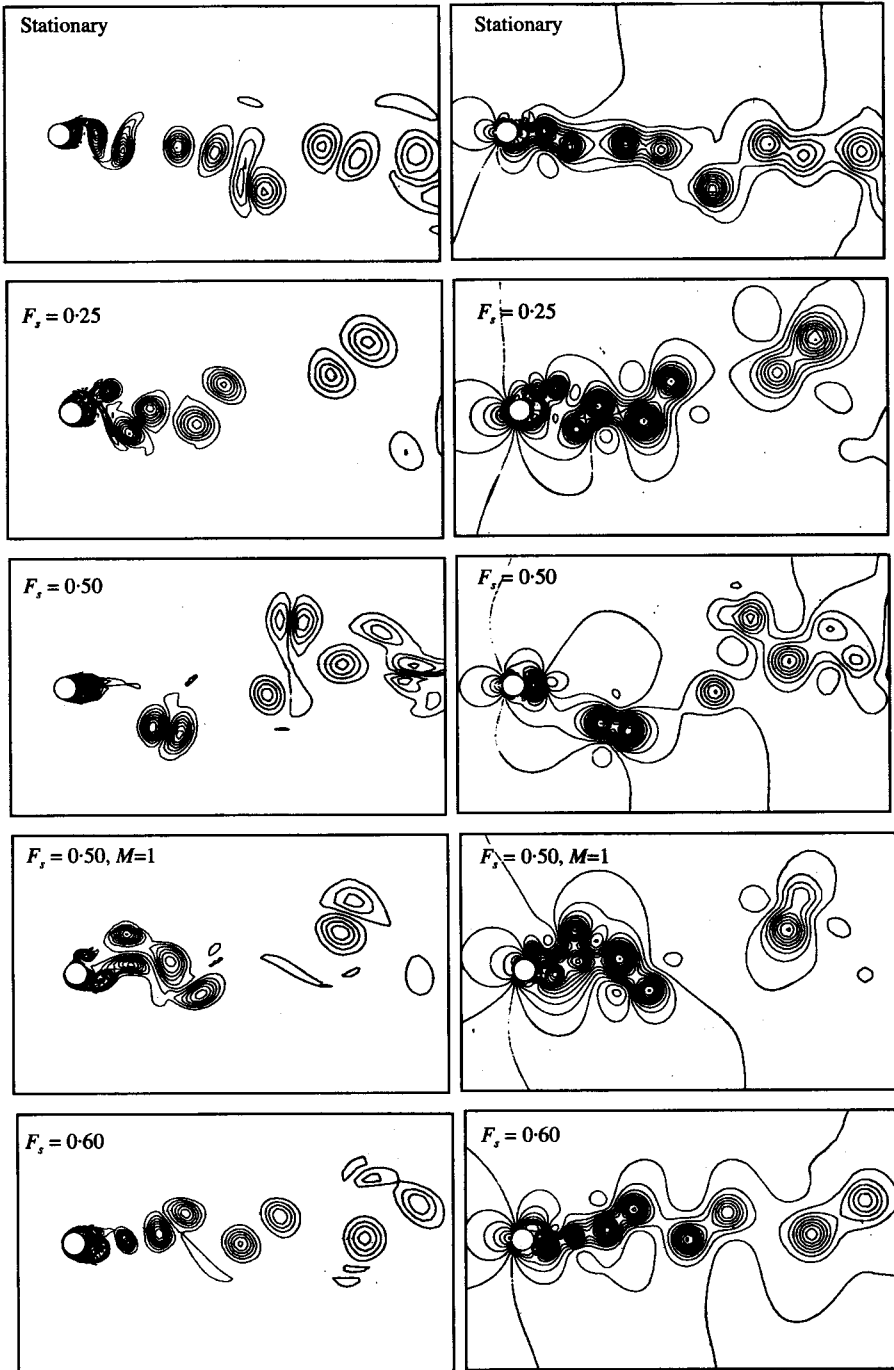 Stationary
Stationary
F_s = 0·25
F_s = 0·25
F_s = 0·50
F_s = 0·50
F_s = 0·50, M=1
F_s = 0·50, M=1
F_s = 0·60
F_s = 0·60